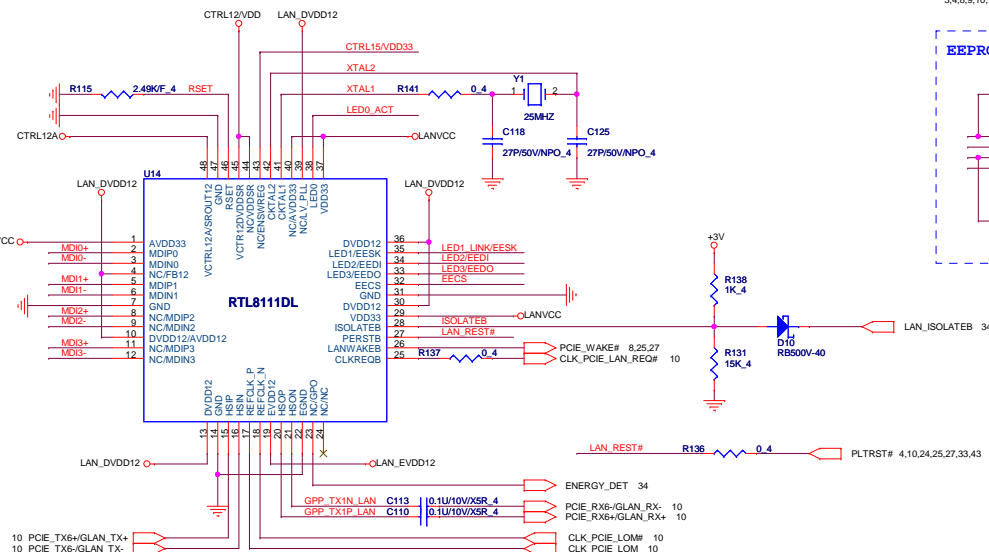 3,4,8,9,10,
CTRL12/VDD LAN_DVDD12
EEPRO
CTRL15/VDD33
XTAL2
R115 2.49K/F_4 RSET
XTAL1 R141 0_4
Y1
1 2
25MHZ
LED0_ACT
CTRL12A
LANVCC
C118
27P/50V/NPO_4
C125
27P/50V/NPO_4
48 47 46 45 44 43 42 41 40 39 38 37
U14
LAN_DVDD12
LAN_DVDD12
VCTRL12A/SROUT12
GND
RSET
VCTR12DVDDSR
NC/VDDSR
NC/ENSWREG
CKTAL2
CKTAL1
NC/AVDD33
NC/LV_PLL
LED0
VDD33
VCC
1 AVDD33
MDI0+ 2 MDIP0
MDI0- 3 MDIN0
4 NC/FB12
MDI1+ 5 MDIP1
MDI1- 6 MDIN1
7 GND
MDI2+ 8 NC/MDIP2
MDI2- 9 NC/MDIN2
10 DVDD12/AVDD12
MDI3+ 11 NC/MDIP3
MDI3- 12 NC/MDIN3
RTL8111DL
DVDD12 36
LED1/EESK 35 LED1_LINK/EESK
LED2/EEDI 34 LED2/EEDI
LED3/EEDO 33 LED3/EEDO
EECS 32 EECS
GND 31
DVDD12 30
VDD33 29 LANVCC
ISOLATEB 28 ISOLATEB
PERSTB 27 LAN_REST#
LANWAKEB 26 PCIE_WAKE# 8,25,27
CLKREQB 25 R137 0_4 CLK_PCIE_LAN_REQ# 10
+3V
R138
1K_4
D10
RB500V-40
LAN_ISOLATEB 34
R131
15K_4
DVDD12
GND
HSIP
HSIN
REFCLK_P
REFCLK_N
EVDD12
HSOP
HSON
EGND
NC/GPO
NC/NC
13 14 15 16 17 18 19 20 21 22 23 24
LAN_DVDD12
LAN_EVDD12
LAN_REST# R136 0_4 PLTRST# 4,10,24,25,27,33,43
ENERGY_DET 34
GPP_TX1N_LAN C113 0.1U/10V/X5R_4 PCIE_RX6-/GLAN_RX- 10
GPP_TX1P_LAN C110 0.1U/10V/X5R_4 PCIE_RX6+/GLAN_RX+ 10
10 PCIE_TX6+/GLAN_TX+
CLK_PCIE_LOM# 10
10 PCIE_TX6-/GLAN_TX-
CLK_PCIE_LOM 10